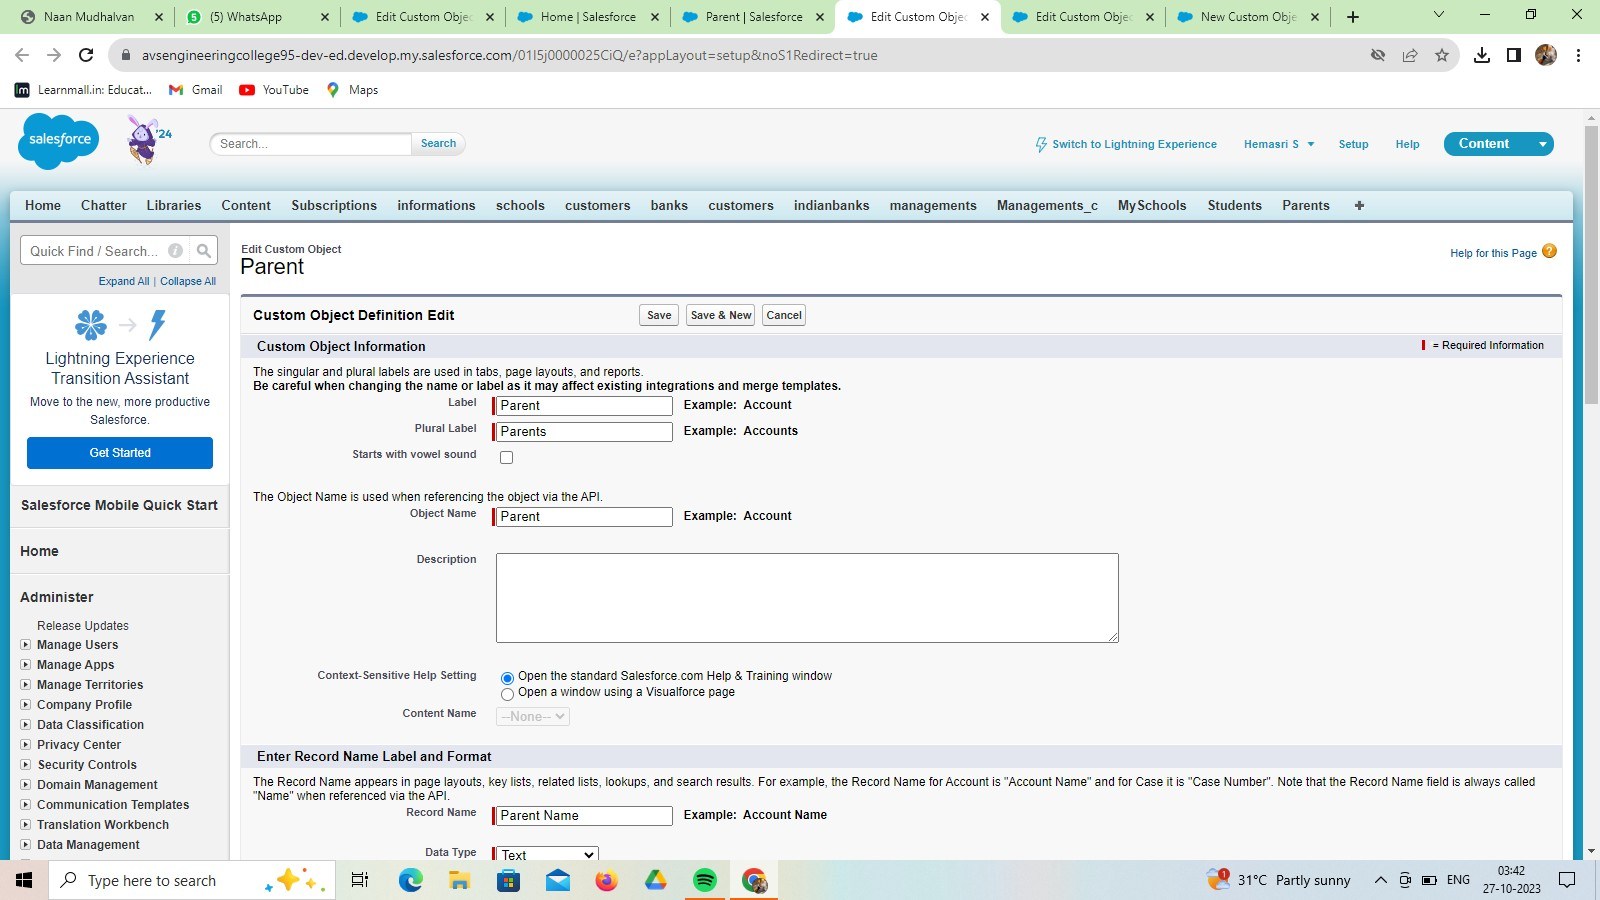 Naan Mudhalvan
(5) WhatsApp
Edit Custom Objec
Home | Salesforce
Parent | Salesforce
Edit Custom Objec
Edit Custom Objec
New Custom Obje
avsengineeringcollege95-dev-ed.develop.my.salesforce.com/01I5j0000025CiQ/e?appLayout=setup&noS1Redirect=true
Learnmall.in: Educat...
Gmail
YouTube
Maps
salesforce
'24
Search...
Search
Switch to Lightning Experience
Hemasri S
Setup
Help
Content
Home Chatter Libraries Content Subscriptions informations schools customers banks customers indianbanks managements Managements_c MySchools Students Parents +
Quick Find / Search...
Expand All | Collapse All
Lightning Experience
Transition Assistant
Move to the new, more productive
Salesforce.
Get Started
Salesforce Mobile Quick Start
Home
Administer
Release Updates
Manage Users
Manage Apps
Manage Territories
Company Profile
Data Classification
Privacy Center
Security Controls
Domain Management
Communication Templates
Translation Workbench
Data Management
Edit Custom Object
Parent
Help for this Page
Custom Object Definition Edit
Save
Save & New
Cancel
Custom Object Information
= Required Information
The singular and plural labels are used in tabs, page layouts, and reports.
Be careful when changing the name or label as it may affect existing integrations and merge templates.
Label Parent Example: Account
Plural Label Parents Example: Accounts
Starts with vowel sound
The Object Name is used when referencing the object via the API.
Object Name Parent Example: Account
Description
Context-Sensitive Help Setting Open the standard Salesforce.com Help & Training window
Open a window using a Visualforce page
Content Name --None--
Enter Record Name Label and Format
The Record Name appears in page layouts, key lists, related lists, lookups, and search results. For example, the Record Name for Account is "Account Name" and for Case it is "Case Number". Note that the Record Name field is always called
"Name" when referenced via the API.
Record Name Parent Name Example: Account Name
Data Type Text
Type here to search
1
31°C Partly sunny
ENG
03:42
27-10-2023